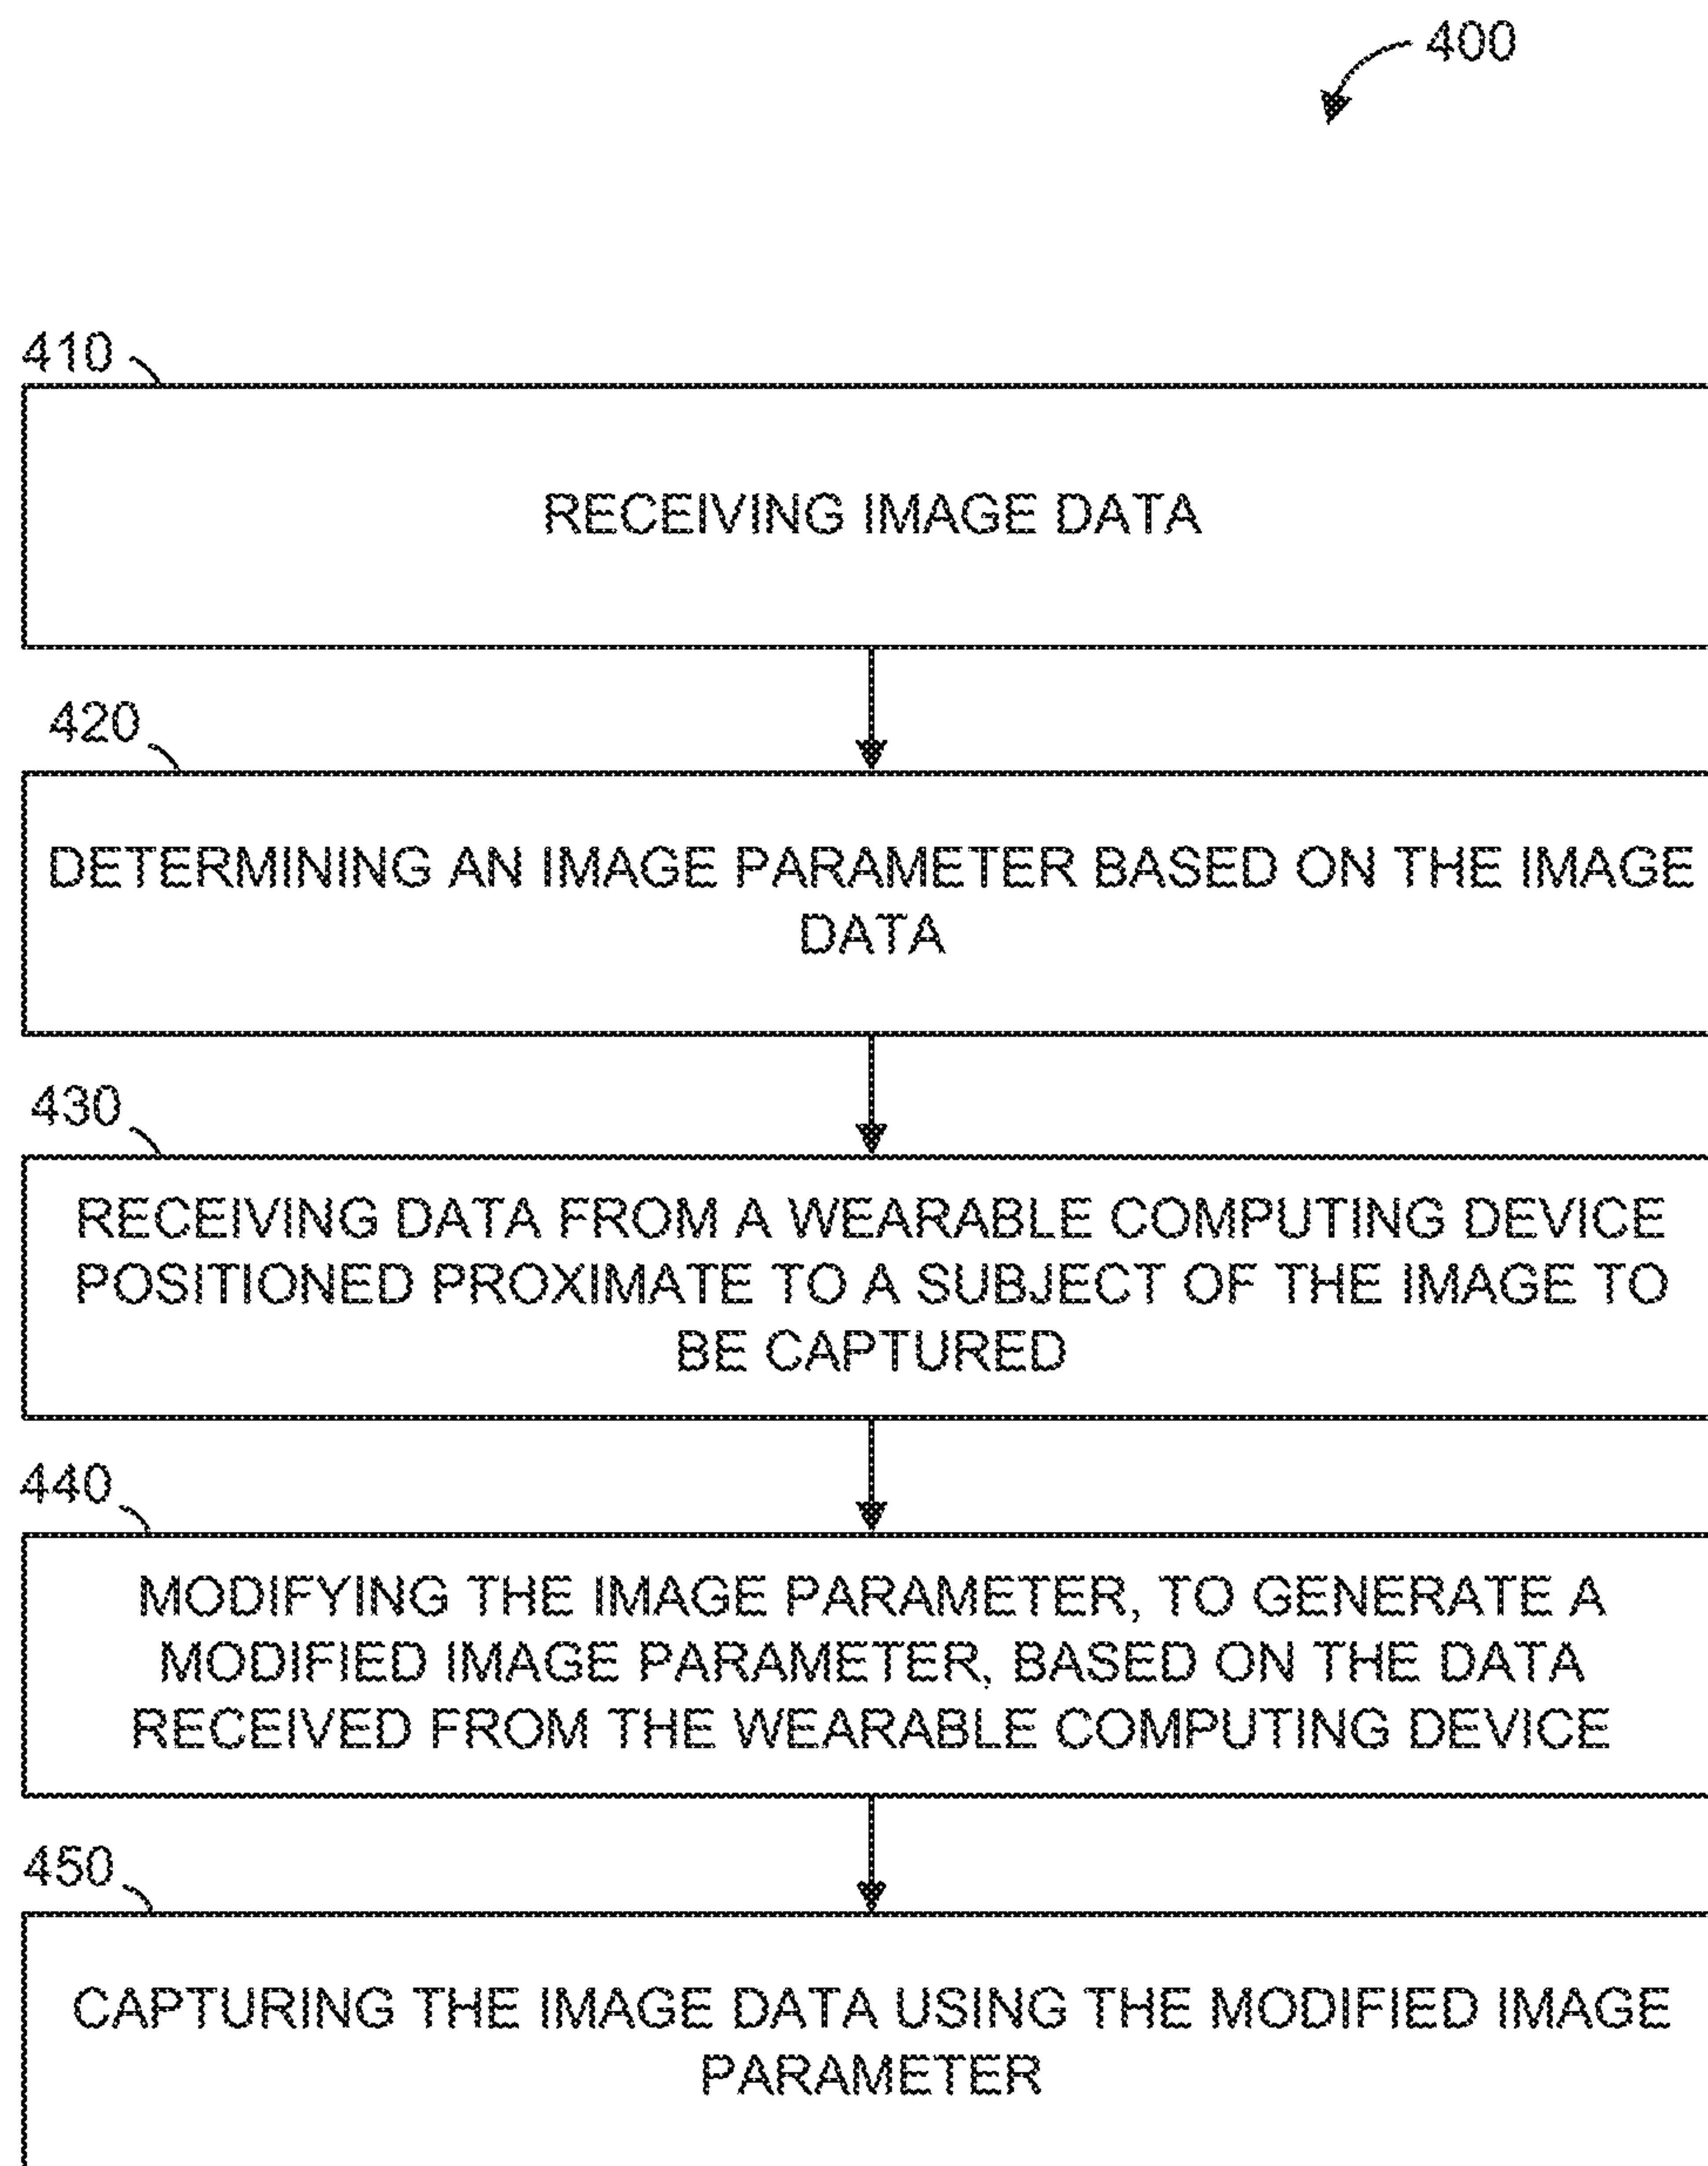 400
410
RECEIVING IMAGE DATA
420
DETERMINING AN IMAGE PARAMETER BASED ON THE IMAGE
DATA
430
RECEIVING DATA FROM A WEARABLE COMPUTING DEVICE
POSITIONED PROXIMATE TO A SUBJECT OF THE IMAGE TO
BE CAPTURED
440
MODIFYING THE IMAGE PARAMETER, TO GENERATE A
MODIFIED IMAGE PARAMETER, BASED ON THE DATA
RECEIVED FROM THE WEARABLE COMPUTING DEVICE
450
CAPTURING THE IMAGE DATA USING THE MODIFIED IMAGE
PARAMETER